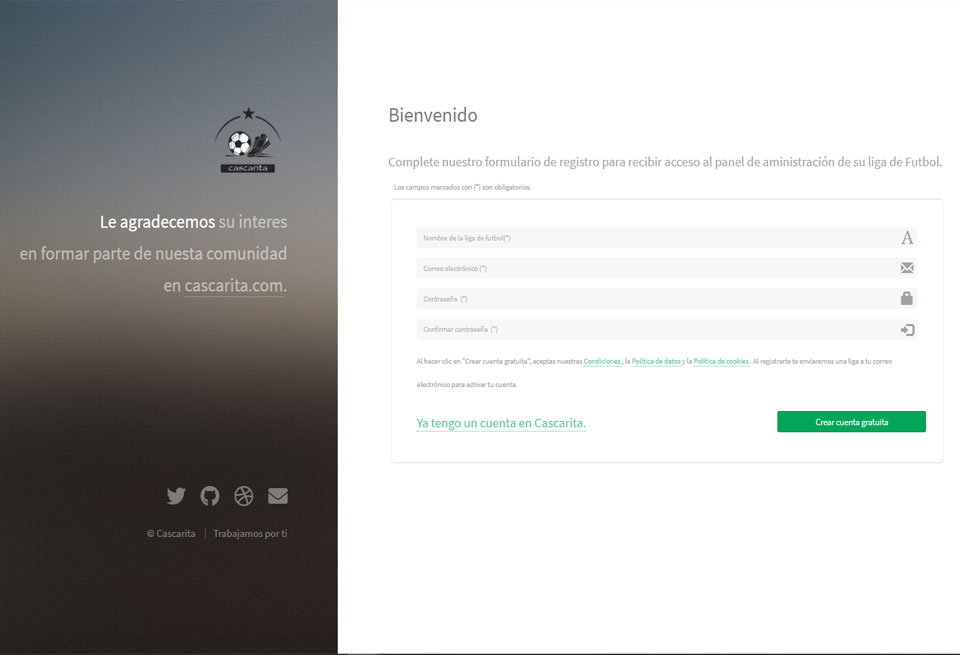 cascarita
Le agradecemos su interes
en formar parte de nuesta comunidad
en cascarita.com.
© Cascarita | Trabajamos por ti
Bienvenido
Complete nuestro formulario de registro para recibir acceso al panel de aministración de su liga de Futbol.
Los campos marcados con (*) son obligatorios.
Nombre de la liga de futbol(*)
Correo electrónico (*)
Contraseña (*)
Confirmar contraseña (*)
Al hacer clic en "Crear cuenta gratuita", aceptas nuestras Condiciones, la Política de datos y la Política de cookies. Al registrarte te enviaremos una liga a tu correo
electrónico para activar tu cuenta.
Ya tengo un cuenta en Cascarita.
Crear cuenta gratuita